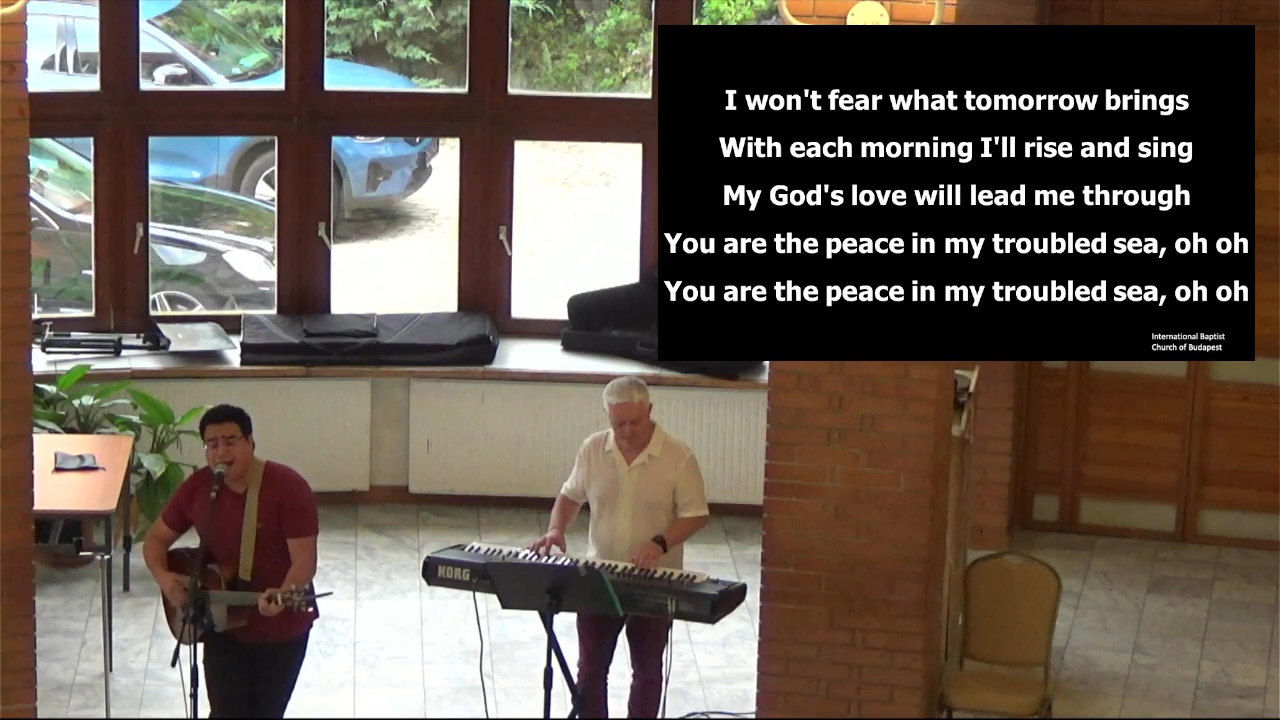 I won't fear what tomorrow brings
With each morning I'll rise and sing
My God's love will lead me through
You are the peace in my troubled sea, oh oh
You are the peace in my troubled sea, oh oh
International Baptist
Church of Budapest
KORG